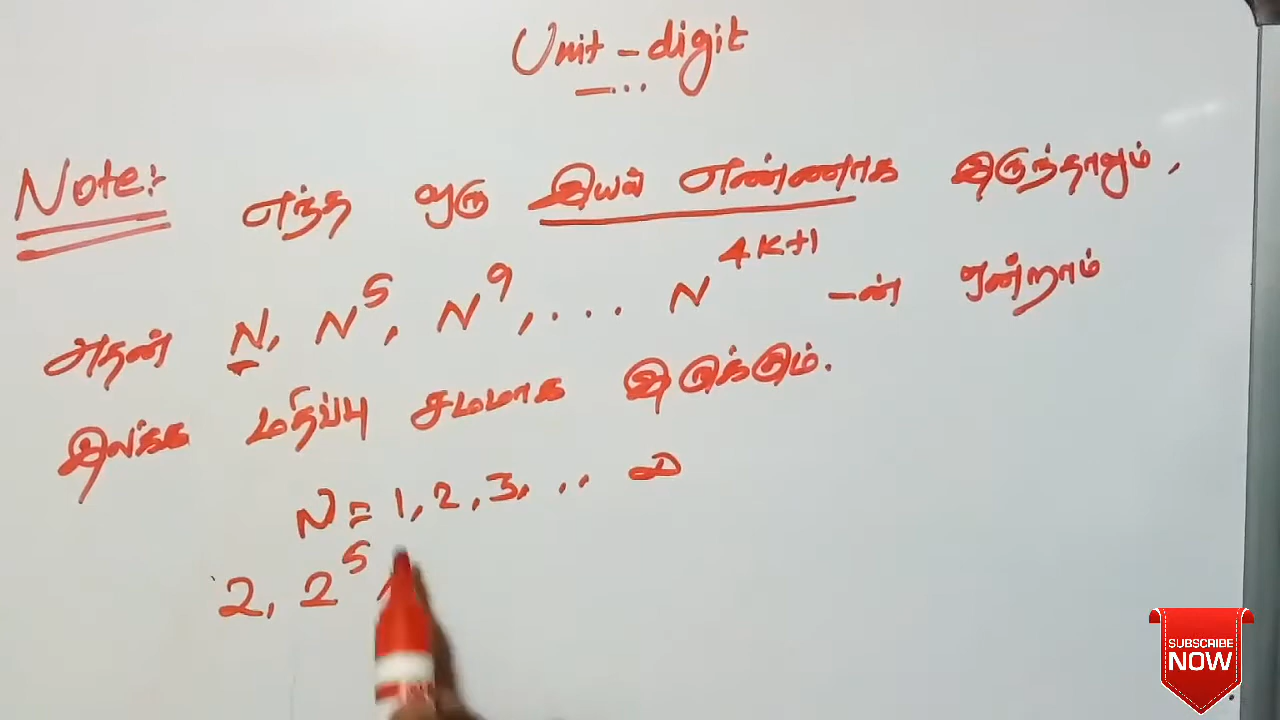 Unit - digit
Note:- எந்த ஒரு இயல் எண்ணாக இருந்தாலும்,
அதன் N, N⁵, N⁹, ... N⁴ᵏ⁺¹ -ன் ஒன்றாம்
இலக்க மதிப்பு சமமாக இருக்கும்.
N = 1, 2, 3, .. ∞
2, 2⁵,
SUBSCRIBE
NOW